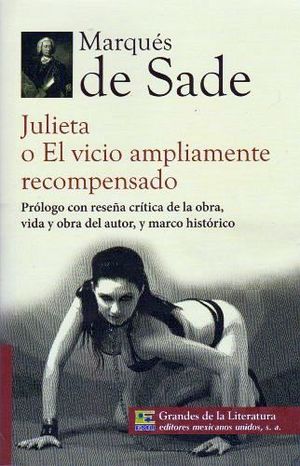 Marqués
de Sade
Julieta
o El vicio ampliamente
recompensado
Prólogo con reseña crítica de la obra,
vida y obra del autor, y marco histórico
Grandes de la Literatura
editores mexicanos unidos, s. a.